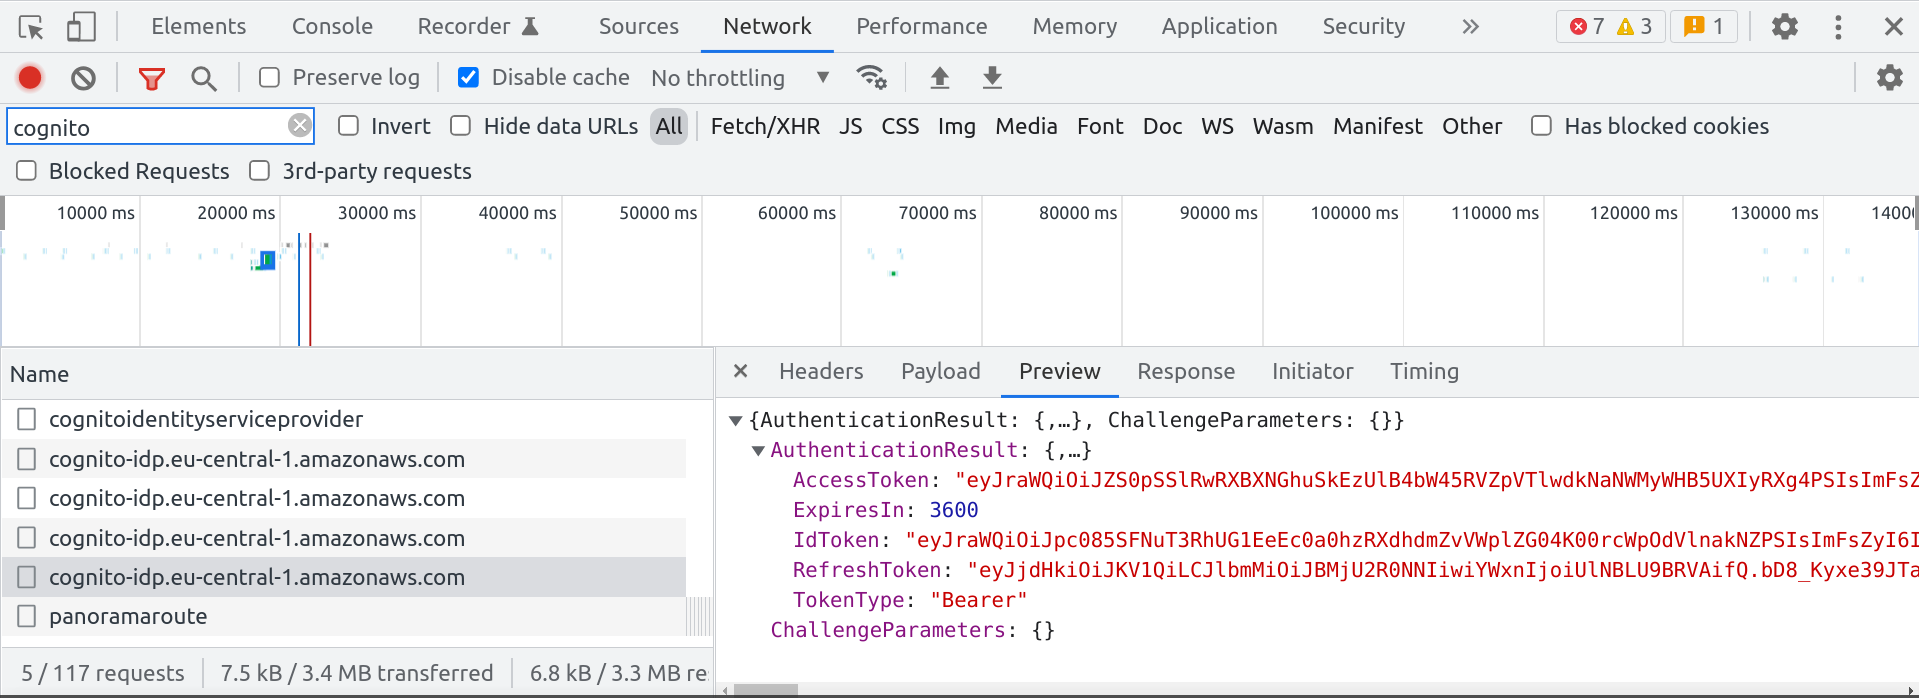 Elements Console Recorder Sources Network Performance Memory Application Security » 7 3 1
Preserve log Disable cache No throttling
cognito Invert Hide data URLs All Fetch/XHR JS CSS Img Media Font Doc WS Wasm Manifest Other Has blocked cookies
Blocked Requests 3rd-party requests
10000 ms 20000 ms 30000 ms 40000 ms 50000 ms 60000 ms 70000 ms 80000 ms 90000 ms 100000 ms 110000 ms 120000 ms 130000 ms 1400
Name
cognitoidentityserviceprovider
cognito-idp.eu-central-1.amazonaws.com
cognito-idp.eu-central-1.amazonaws.com
cognito-idp.eu-central-1.amazonaws.com
cognito-idp.eu-central-1.amazonaws.com
panoramaroute
5 / 117 requests 7.5 kB / 3.4 MB transferred 6.8 kB / 3.3 MB re
Headers Payload Preview Response Initiator Timing
{AuthenticationResult: {,…}, ChallengeParameters: {}}
AuthenticationResult: {,…}
AccessToken: "eyJraWQiOiJZS0pSSlRwRXBXNGhuSkEzUlB4bW45RVZpVTlwdkNaNWMyWHB5UXIyRXg4PSIsImFsZ
ExpiresIn: 3600
IdToken: "eyJraWQiOiJpc085SFNuT3RhUG1EeEc0a0hzRXdhdmZvVWplZG04K00rcWpOdVlnakNZPSIsImFsZyI6I
RefreshToken: "eyJjdHkiOiJKV1QiLCJlbmMiOiJBMjU2R0NNIiwiYWxnIjoiUlNBLU9BRVAifQ.bD8_Kyxe39JTa
TokenType: "Bearer"
ChallengeParameters: {}